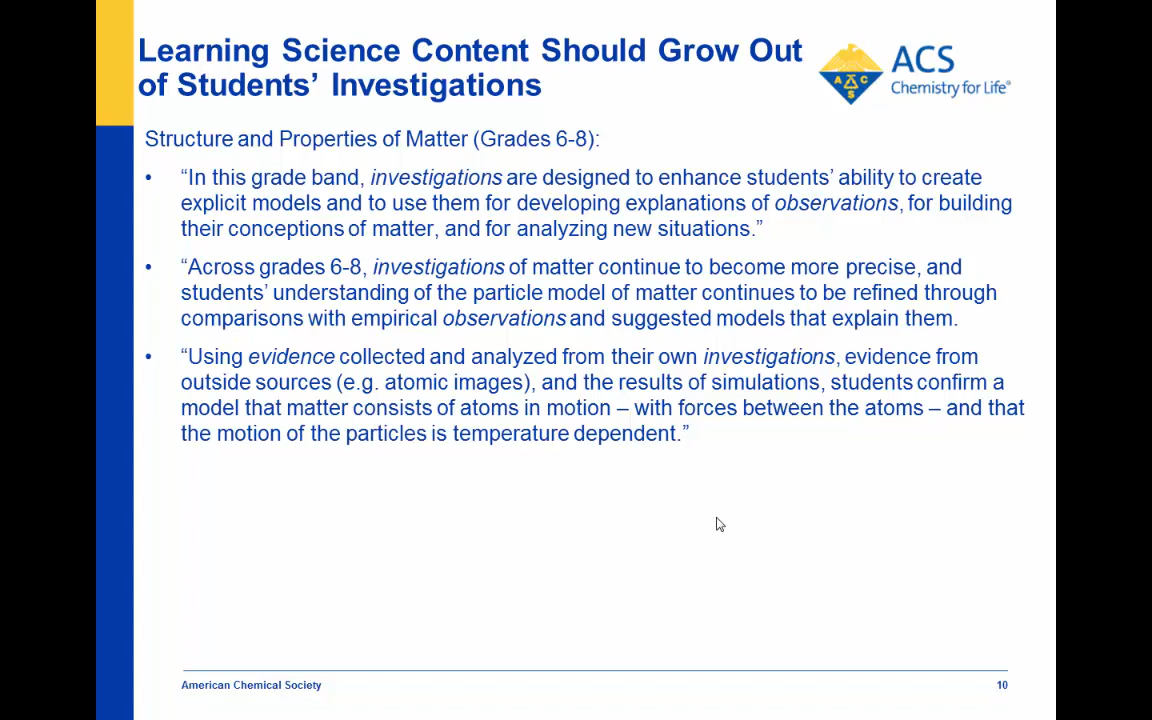 Learning Science Content Should Grow Out
of Students’ Investigations
ACS
Chemistry for Life®
A C S
Structure and Properties of Matter (Grades 6-8):
• “In this grade band, investigations are designed to enhance students’ ability to create
explicit models and to use them for developing explanations of observations, for building
their conceptions of matter, and for analyzing new situations.”
• “Across grades 6-8, investigations of matter continue to become more precise, and
students’ understanding of the particle model of matter continues to be refined through
comparisons with empirical observations and suggested models that explain them.
• “Using evidence collected and analyzed from their own investigations, evidence from
outside sources (e.g. atomic images), and the results of simulations, students confirm a
model that matter consists of atoms in motion – with forces between the atoms – and that
the motion of the particles is temperature dependent.”
American Chemical Society
10